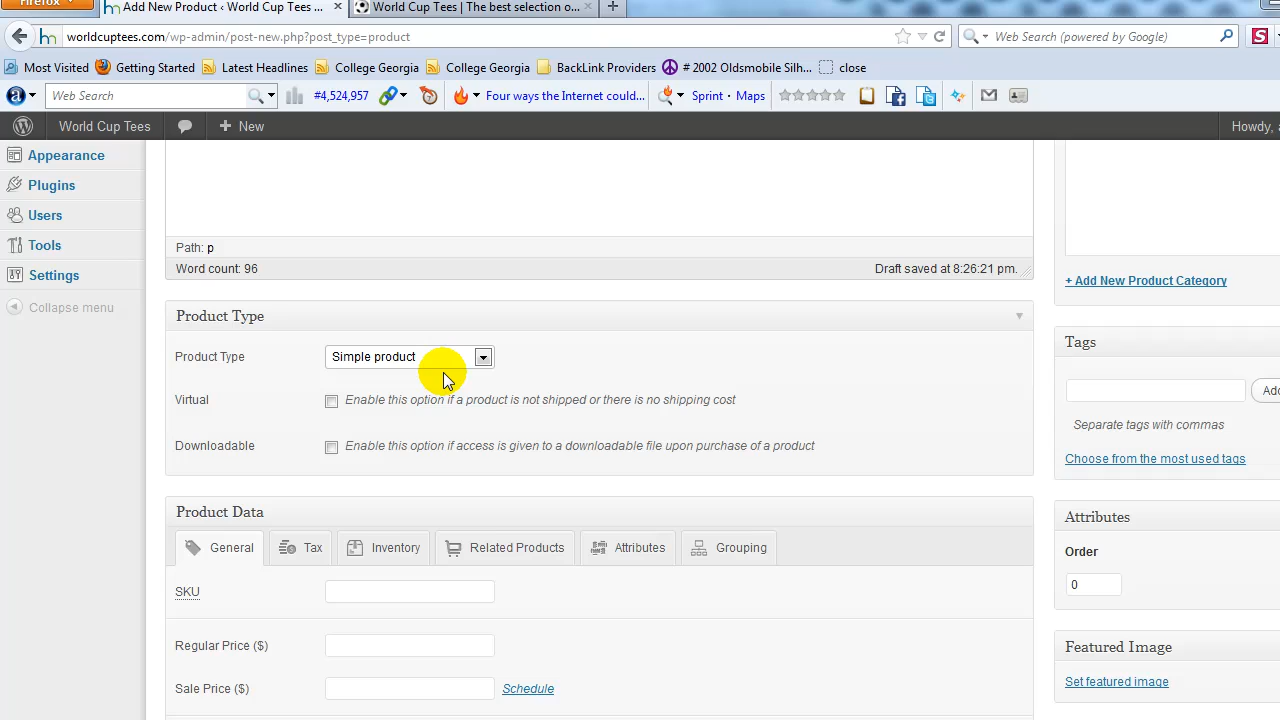 Firefox
Add New Product ‹ World Cup Tees ... ×
World Cup Tees | The best selection o... ×
worldcuptees.com/wp-admin/post-new.php?post_type=product
Web Search (powered by Google)
S
Most Visited Getting Started Latest Headlines College Georgia College Georgia BackLink Providers # 2002 Oldsmobile Silh... close
a Web Search #4,524,957 Four ways the Internet could... Sprint · Maps
World Cup Tees + New Howdy, a
Appearance
Plugins
Users
Tools
Settings
Collapse menu
Path: p
Word count: 96 Draft saved at 8:26:21 pm.
Product Type
Product Type Simple product
Virtual Enable this option if a product is not shipped or there is no shipping cost
Downloadable Enable this option if access is given to a downloadable file upon purchase of a product
Product Data
General Tax Inventory Related Products Attributes Grouping
SKU
Regular Price ($)
Sale Price ($) Schedule
+ Add New Product Category
Tags
Add
Separate tags with commas
Choose from the most used tags
Attributes
Order
0
Featured Image
Set featured image